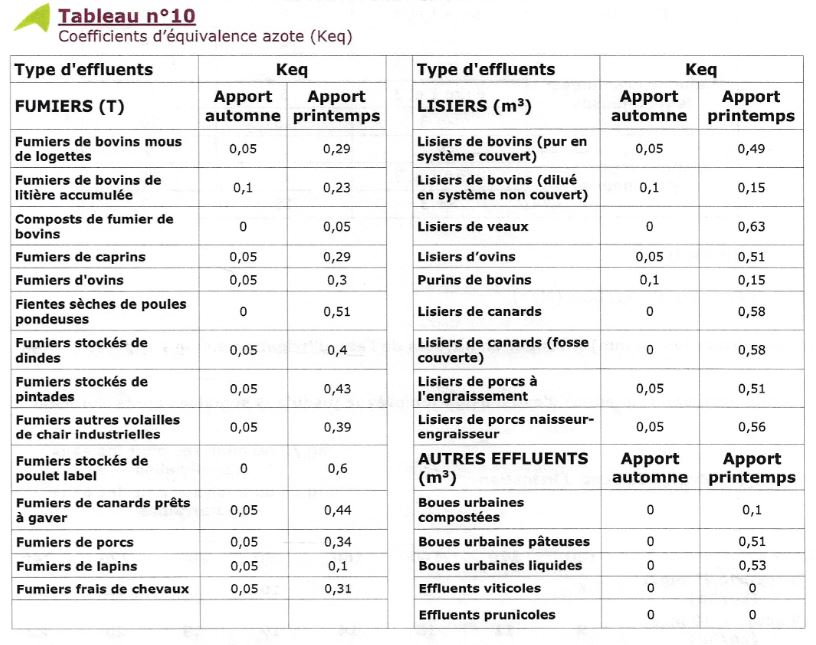 Tableau n°10
Coefficients d'équivalence azote (Keq)
Type d'effluents Keq
FUMIERS (T) Apport automne Apport printemps
Fumiers de bovins mous
de logettes 0,05 0,29
Fumiers de bovins de
litière accumulée 0,1 0,23
Composts de fumier de
bovins 0 0,05
Fumiers de caprins 0,05 0,29
Fumiers d'ovins 0,05 0,3
Fientes sèches de poules
pondeuses 0 0,51
Fumiers stockés de
dindes 0,05 0,4
Fumiers stockés de
pintades 0,05 0,43
Fumiers autres volailles
de chair industrielles 0,05 0,39
Fumiers stockés de
poulet label 0 0,6
Fumiers de canards prêts
à gaver 0,05 0,44
Fumiers de porcs 0,05 0,34
Fumiers de lapins 0,05 0,1
Fumiers frais de chevaux 0,05 0,31
Type d'effluents Keq
LISIERS (m³) Apport automne Apport printemps
Lisiers de bovins (pur en
système couvert) 0,05 0,49
Lisiers de bovins (dilué
en système non couvert) 0,1 0,15
Lisiers de veaux 0 0,63
Lisiers d'ovins 0,05 0,51
Purins de bovins 0,1 0,15
Lisiers de canards 0 0,58
Lisiers de canards (fosse
couverte) 0 0,58
Lisiers de porcs à
l'engraissement 0,05 0,51
Lisiers de porcs naisseur-
engraisseur 0,05 0,56
AUTRES EFFLUENTS
(m³) Apport automne Apport printemps
Boues urbaines
compostées 0 0,1
Boues urbaines pâteuses 0 0,51
Boues urbaines liquides 0 0,53
Effluents viticoles 0 0
Effluents prunicoles 0 0